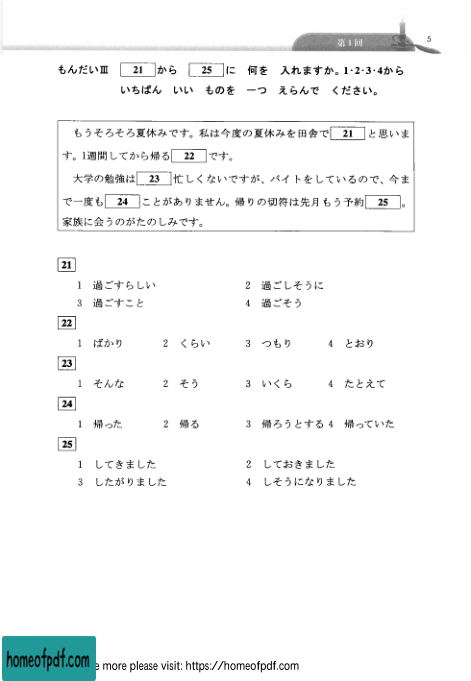 第1回
5
もんだいⅢ 21 から 25 に 何を 入れますか。1・2・3・4から
いちばん いい ものを 一つ えらんで ください。
もうそろそろ夏休みです。私は今度の夏休みを田舎で 21 と思いま
す。1週間してから帰る 22 です。
大学の勉強は 23 忙しくないですが、バイトをしているので、今ま
で一度も 24 ことがありません。帰りの切符は先月もう予約 25 。
家族に会うのがたのしみです。
21
1 過ごすらしい 2 過ごしそうに
3 過ごすこと 4 過ごそう
22
1 ばかり 2 くらい 3 つもり 4 とおり
23
1 そんな 2 そう 3 いくら 4 たとえて
24
1 帰った 2 帰る 3 帰ろうとする 4 帰っていた
25
1 してきました 2 しておきました
3 したがりました 4 しそうになりました
homeofpdf.com
e more please visit: https://homeofpdf.com